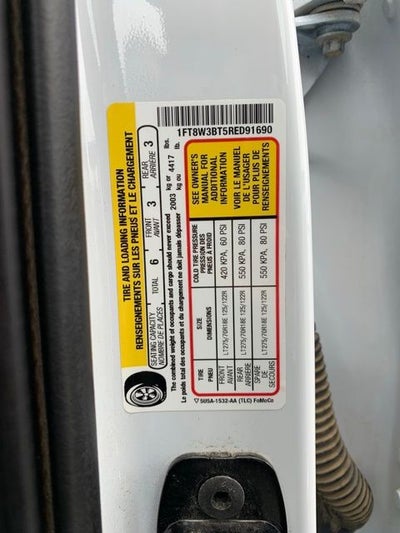 1FT8W3BT5RED91690
TIRE AND LOADING INFORMATION
RENSEIGNEMENTS SUR LES PNEUS ET LE CHARGEMENT
SEATING CAPACITY
NOMBRE DE PLACES
TOTAL 6
FRONT
AVANT 3
REAR
ARRIÈRE 3
The combined weight of occupants and cargo should never exceed
Le poids total des occupants et du chargement ne doit jamais dépasser
2003 kg or 4417 lbs.
kg ou lb.
TIRE
PNEU
SIZE
DIMENSIONS
COLD TIRE PRESSURE
PRESSION DES
PNEUS À FROID
FRONT
AVANT
LT275/70R18E 125/122R
420 KPA, 60 PSI
REAR
ARRIÈRE
LT275/70R18E 125/122R
550 KPA, 80 PSI
SPARE
DE
SECOURS
LT275/70R18E 125/122R
550 KPA, 80 PSI
SEE OWNER'S
MANUAL FOR
ADDITIONAL
INFORMATION
VOIR LE MANUEL
DE L'USAGER
POUR PLUS DE
RENSEIGNEMENTS
5U5A-1532-AA (TLC) FoMoCo